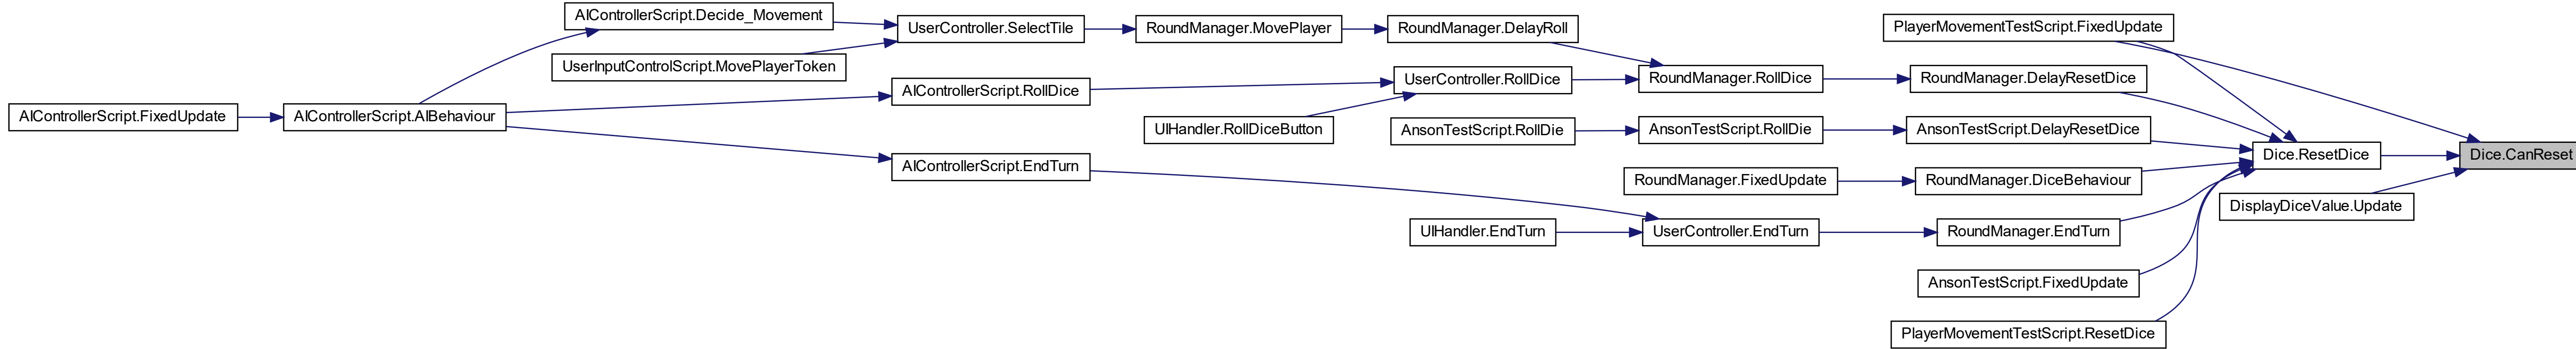 AIControllerScript.FixedUpdate
AIControllerScript.AIBehaviour
AIControllerScript.Decide_Movement
UserInputControlScript.MovePlayerToken
AIControllerScript.RollDice
AIControllerScript.EndTurn
UserController.SelectTile
RoundManager.MovePlayer
UIHandler.RollDiceButton
RoundManager.DelayRoll
UserController.RollDice
AnsonTestScript.RollDie
UIHandler.EndTurn
RoundManager.RollDice
AnsonTestScript.RollDie
RoundManager.FixedUpdate
UserController.EndTurn
PlayerMovementTestScript.FixedUpdate
RoundManager.DelayResetDice
AnsonTestScript.DelayResetDice
RoundManager.DiceBehaviour
RoundManager.EndTurn
AnsonTestScript.FixedUpdate
PlayerMovementTestScript.ResetDice
Dice.ResetDice
DisplayDiceValue.Update
Dice.CanReset